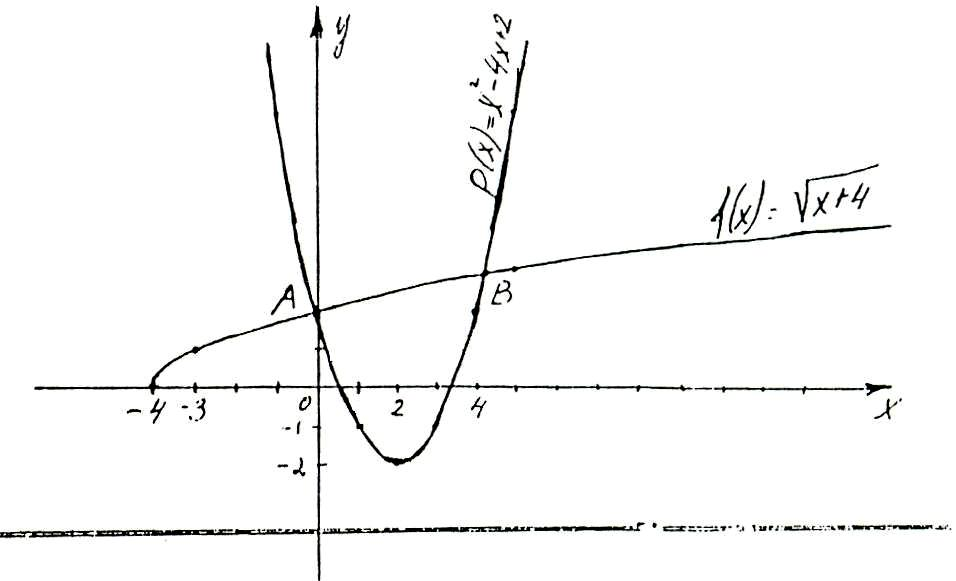 y
P(x)=x²-4x+2
f(x)=√x+4
A
B
-4 -3 0 2 4 x
-1
-2